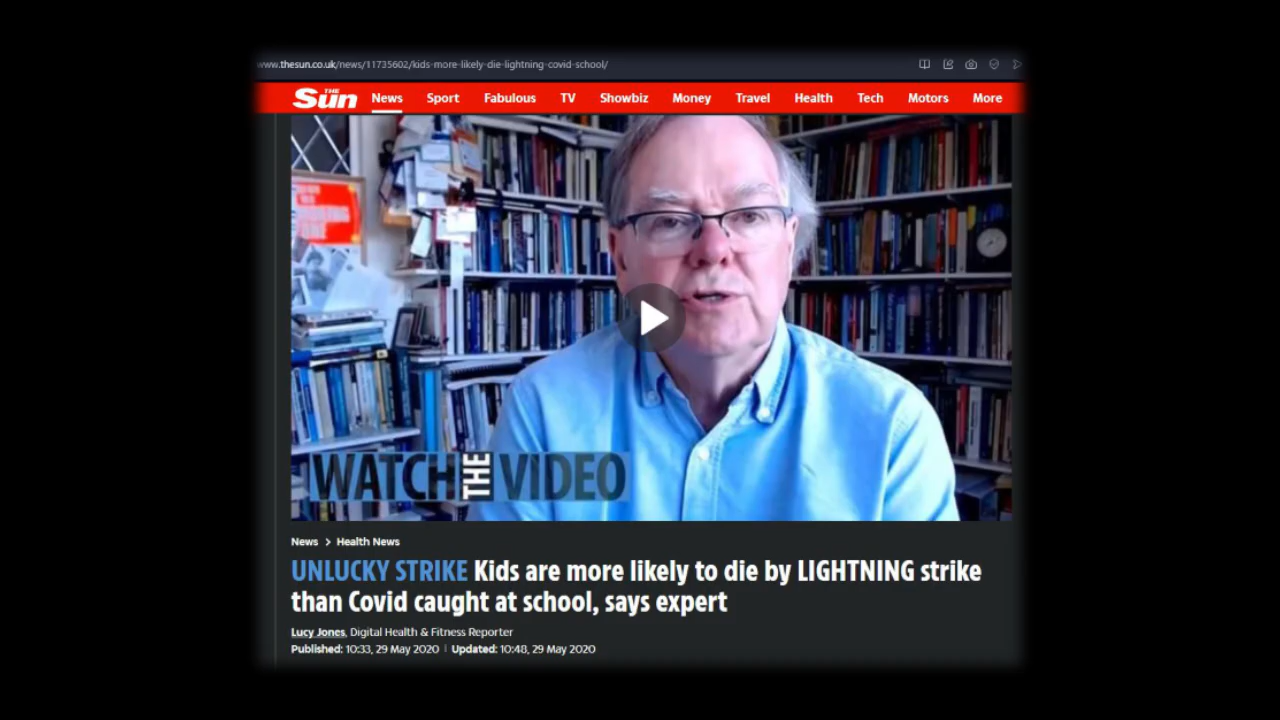 www.thesun.co.uk/news/11735602/kids-more-likely-die-lightning-covid-school/
THE Sun News Sport Fabulous TV Showbiz Money Travel Health Tech Motors More
WATCH THE VIDEO
News > Health News
UNLUCKY STRIKE Kids are more likely to die by LIGHTNING strike
than Covid caught at school, says expert
Lucy Jones, Digital Health & Fitness Reporter
Published: 10:33, 29 May 2020 | Updated: 10:48, 29 May 2020